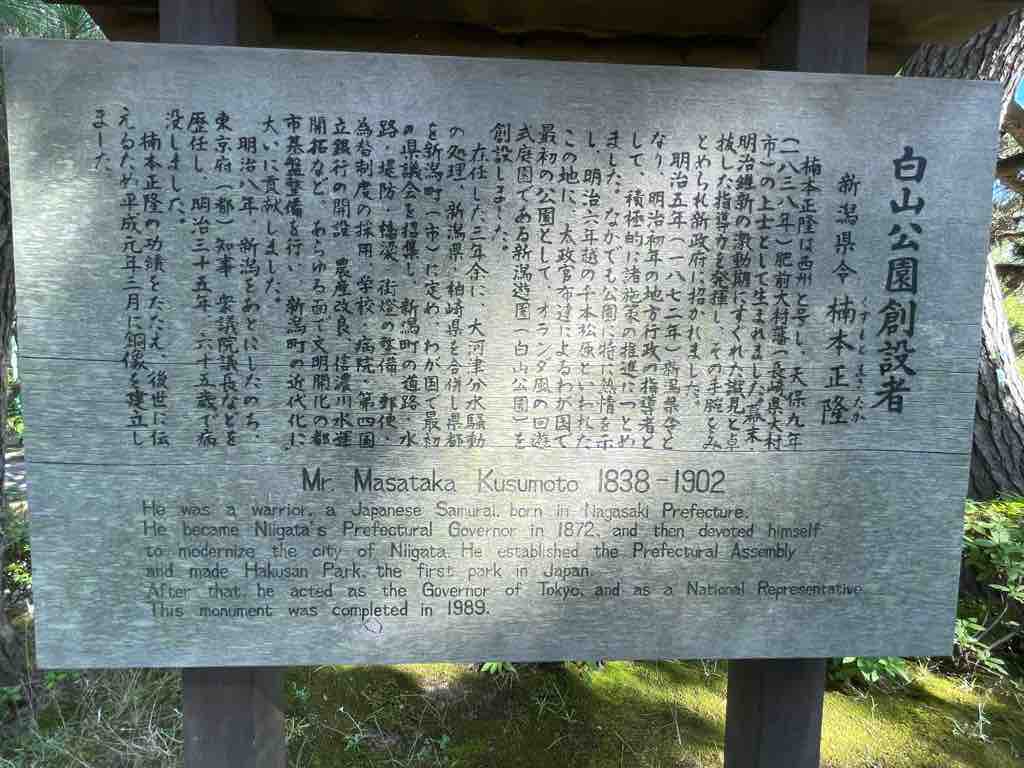 白山公園創設者
新潟県令 楠本正隆
くすもとまさたか
楠本正隆は西州と号し、天保九年
（一八三八年）肥前大村藩（長崎県大村
市）の上士として生まれました。幕末・
明治維新の激動期にすぐれた識見と卓
抜した指導力を発揮し、その手腕をみ
とめられ新政府に招かれました。
明治五年（一八七二年）新潟県令と
なり、明治初年の地方行政の指導者と
して、積極的に諸施策の推進につとめ
ました。なかでも公園に特に熱情を示
し、明治六年越の千本松原といわれた
この地に、太政官布達によるわが国で
最初の公園として、オランダ風の回遊
式庭園である新潟遊園（白山公園）を
創設しました。
在任した三年余に、大河津分水騒動
の処理、新潟県・柏崎県を合併し県都
を新潟町（市）に定め、わが国で最初
の県議会を招集し、新潟町の道路・水
路・堤防・橋梁・街燈の整備、郵便・
為替制度の採用、学校・病院・第四国
立銀行の開設、農産改良、信濃川水運
開拓など、あらゆる面で文明開化の都
市基盤整備を行い、新潟町の近代化に
大いに貢献しました。
明治八年、新潟をあとにしたのち、
東京府（都）知事、衆議院議長などを
歴任し、明治三十五年、六十五歳で病
没しました。
楠本正隆の功績をたたえ、後世に伝
えるため平成元年三月に銅像を建立し
ました。
Mr. Masataka Kusumoto 1838-1902
He was a warrior, a Japanese Samurai, born in Nagasaki Prefecture.
He became Niigata's Prefectural Governor in 1872, and then devoted himself
to modernize the city of Niigata. He established the Prefectural Assembly
and made Hakusan Park, the first park in Japan.
After that, he acted as the Governor of Tokyo, and as a National Representative.
This monument was completed in 1989.